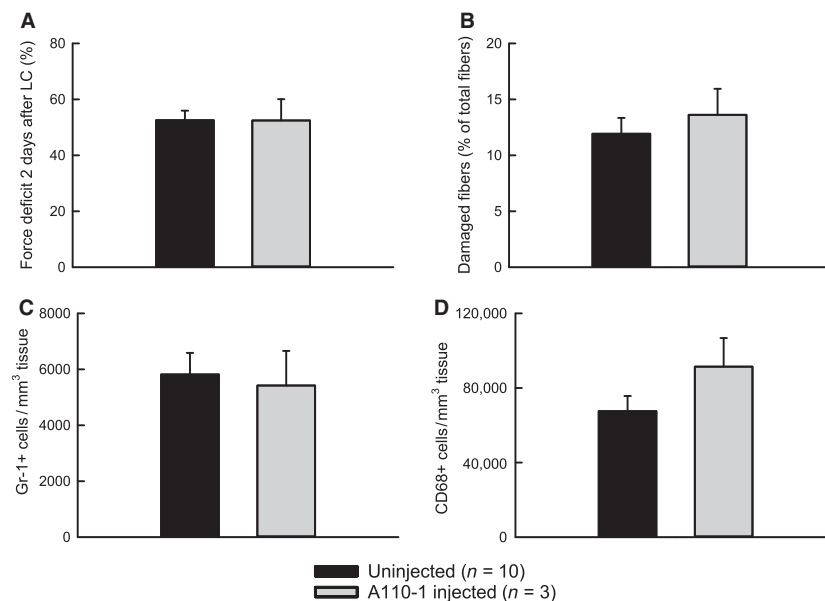 A
Force deficit 2 days after LC (%)
80
60
40
20
0
B
Damaged fibers (% of total fibers)
20
15
10
5
0
C
Gr-1+ cells/mm³ tissue
8000
6000
4000
2000
0
D
CD68+ cells/mm³ tissue
120,000
80,000
40,000
0
Uninjected (n = 10)
A110-1 injected (n = 3)